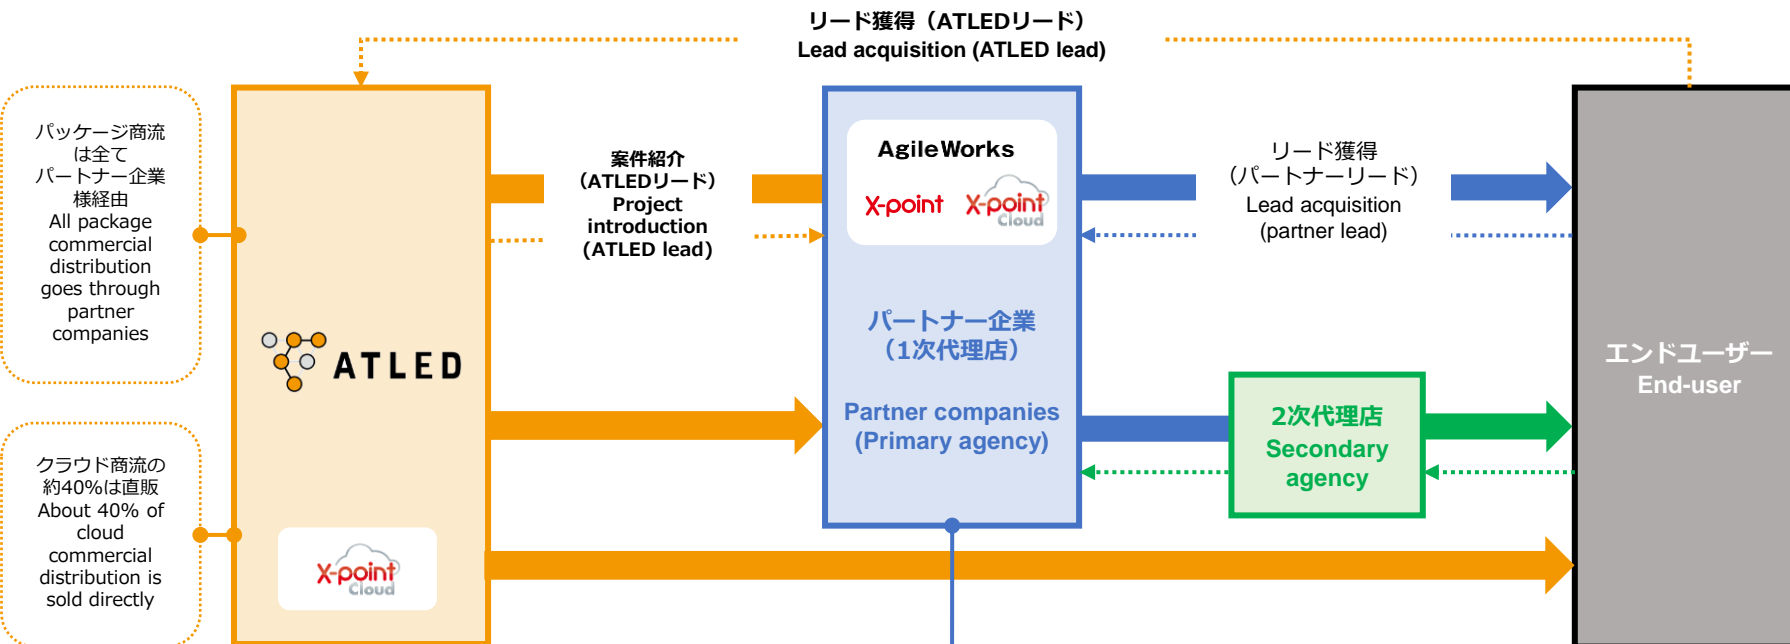 リード獲得（ATLEDリード）
Lead acquisition (ATLED lead)
パッケージ商流
は全て
パートナー企業
様経由
All package
commercial
distribution
goes through
partner
companies
クラウド商流の
約40%は直販
About 40% of
cloud
commercial
distribution is
sold directly
ATLED
X-point
Cloud
案件紹介
（ATLEDリード）
Project
introduction
(ATLED lead)
AgileWorks
X-point
X-point
Cloud
パートナー企業
（1次代理店）
Partner companies
(Primary agency)
リード獲得
（パートナーリード）
Lead acquisition
(partner lead)
2次代理店
Secondary
agency
エンドユーザー
End-user